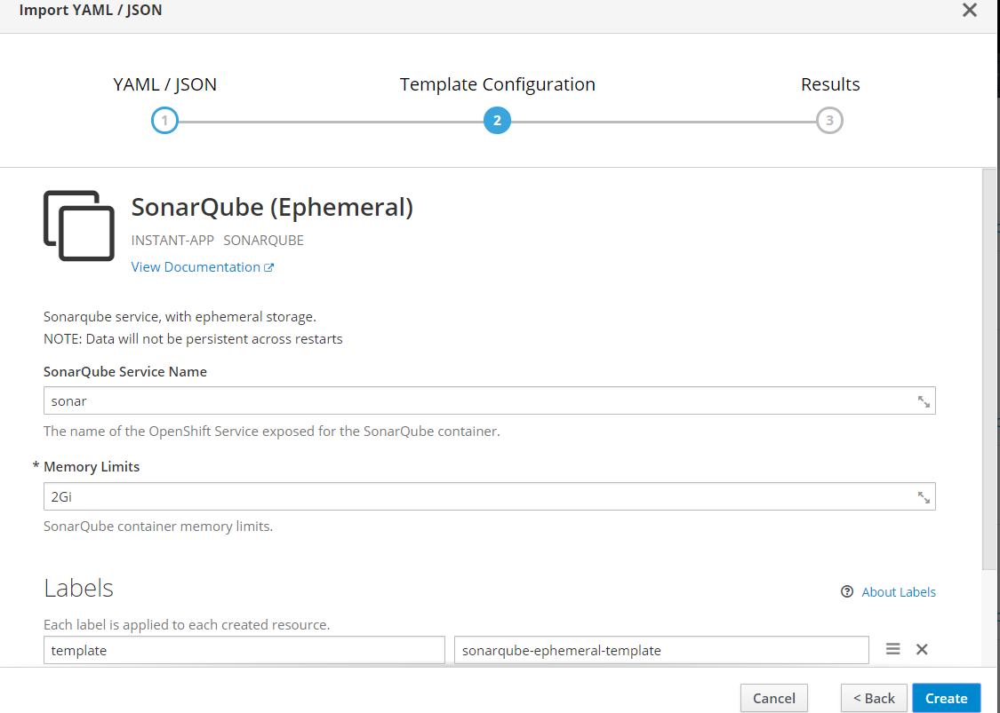 Import YAML / JSON
YAML / JSON
Template Configuration
Results
1
2
3
SonarQube (Ephemeral)
INSTANT-APP SONARQUBE
View Documentation
Sonarqube service, with ephemeral storage.
NOTE: Data will not be persistent across restarts
SonarQube Service Name
sonar
The name of the OpenShift Service exposed for the SonarQube container.
* Memory Limits
2Gi
SonarQube container memory limits.
Labels
About Labels
Each label is applied to each created resource.
template
sonarqube-ephemeral-template
Cancel
< Back
Create